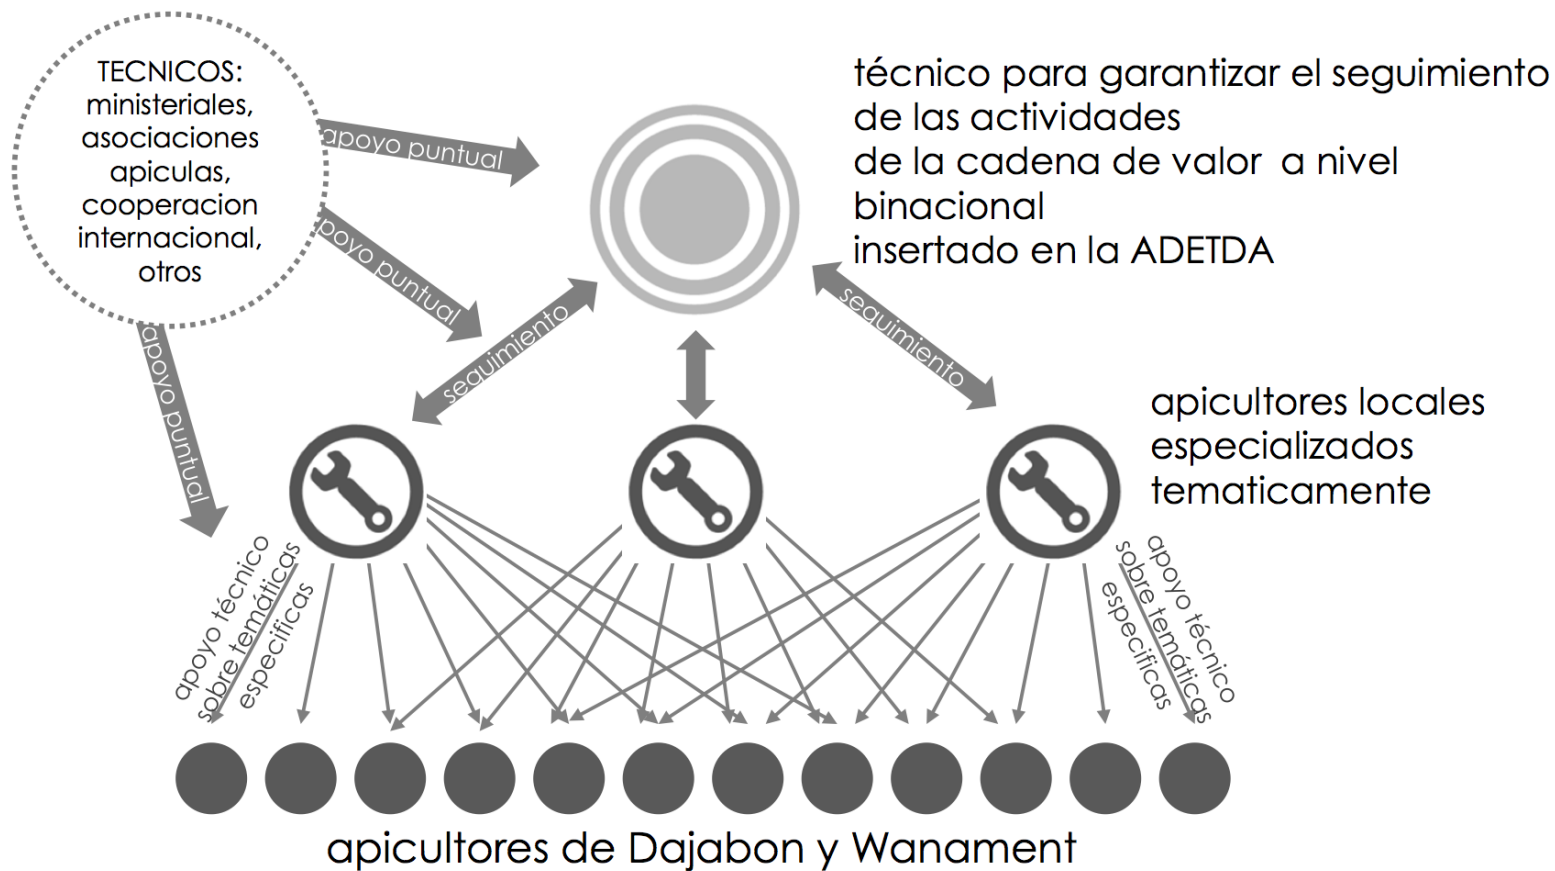 TECNICOS:
ministeriales,
asociaciones
apiculas,
cooperacion
internacional,
otros
apoyo puntual
poyo puntual
apoyo puntual
técnico para garantizar el seguimiento
de las actividades
de la cadena de valor a nivel
binacional
insertado en la ADETDA
seguimiento
seguimiento
apicultores locales
especializados
tematicamente
apoyo técnico
sobre temáticas
especificas
apoyo técnico
sobre temáticas
especificas
apicultores de Dajabon y Wanament